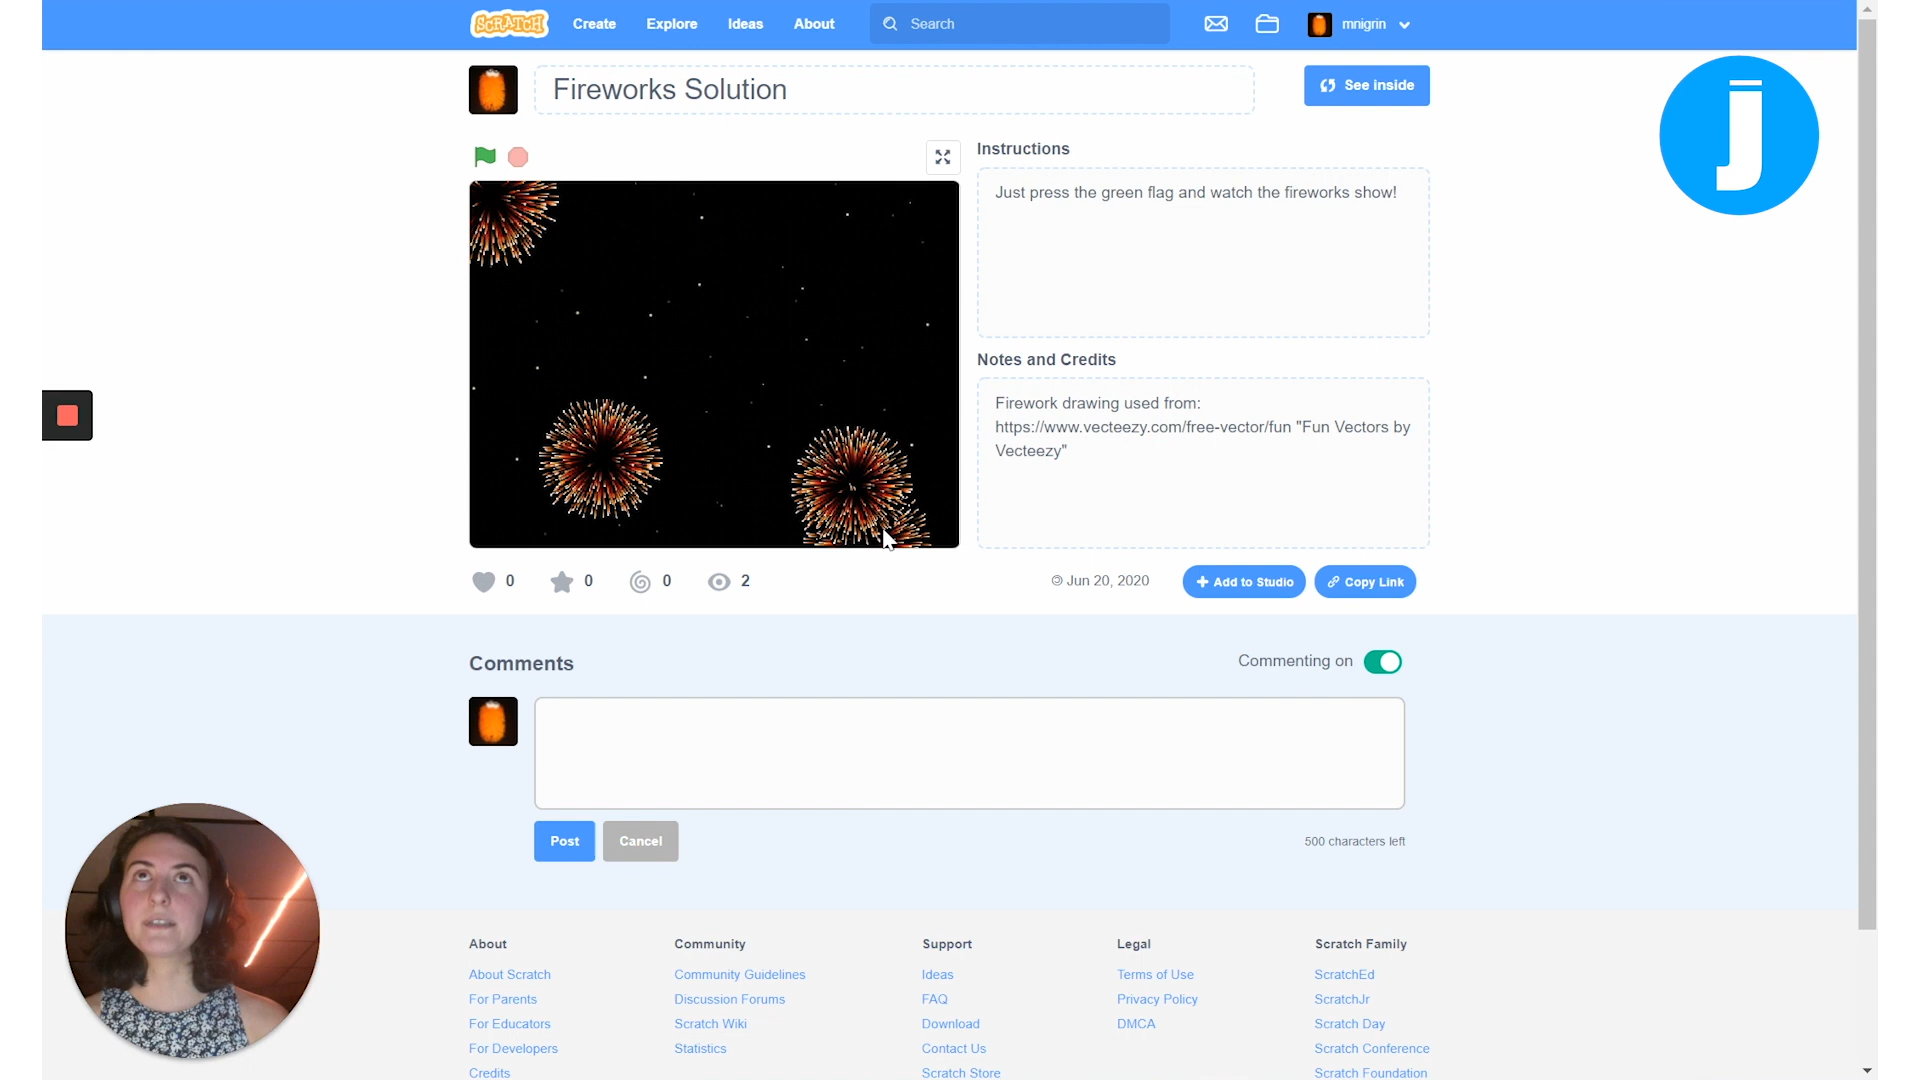 SCRATCH Create Explore Ideas About Search mnigrin
Fireworks Solution
See inside
j
Instructions
Just press the green flag and watch the fireworks show!
Notes and Credits
Firework drawing used from:
https://www.vecteezy.com/free-vector/fun "Fun Vectors by
Vecteezy"
0 0 0 2
© Jun 20, 2020 Add to Studio Copy Link
Comments
Commenting on
Post Cancel 500 characters left
About Community Support Legal Scratch Family
About Scratch Community Guidelines Ideas Terms of Use ScratchEd
For Parents Discussion Forums FAQ Privacy Policy ScratchJr
For Educators Scratch Wiki Download DMCA Scratch Day
For Developers Statistics Contact Us Scratch Conference
Credits Scratch Store Scratch Foundation